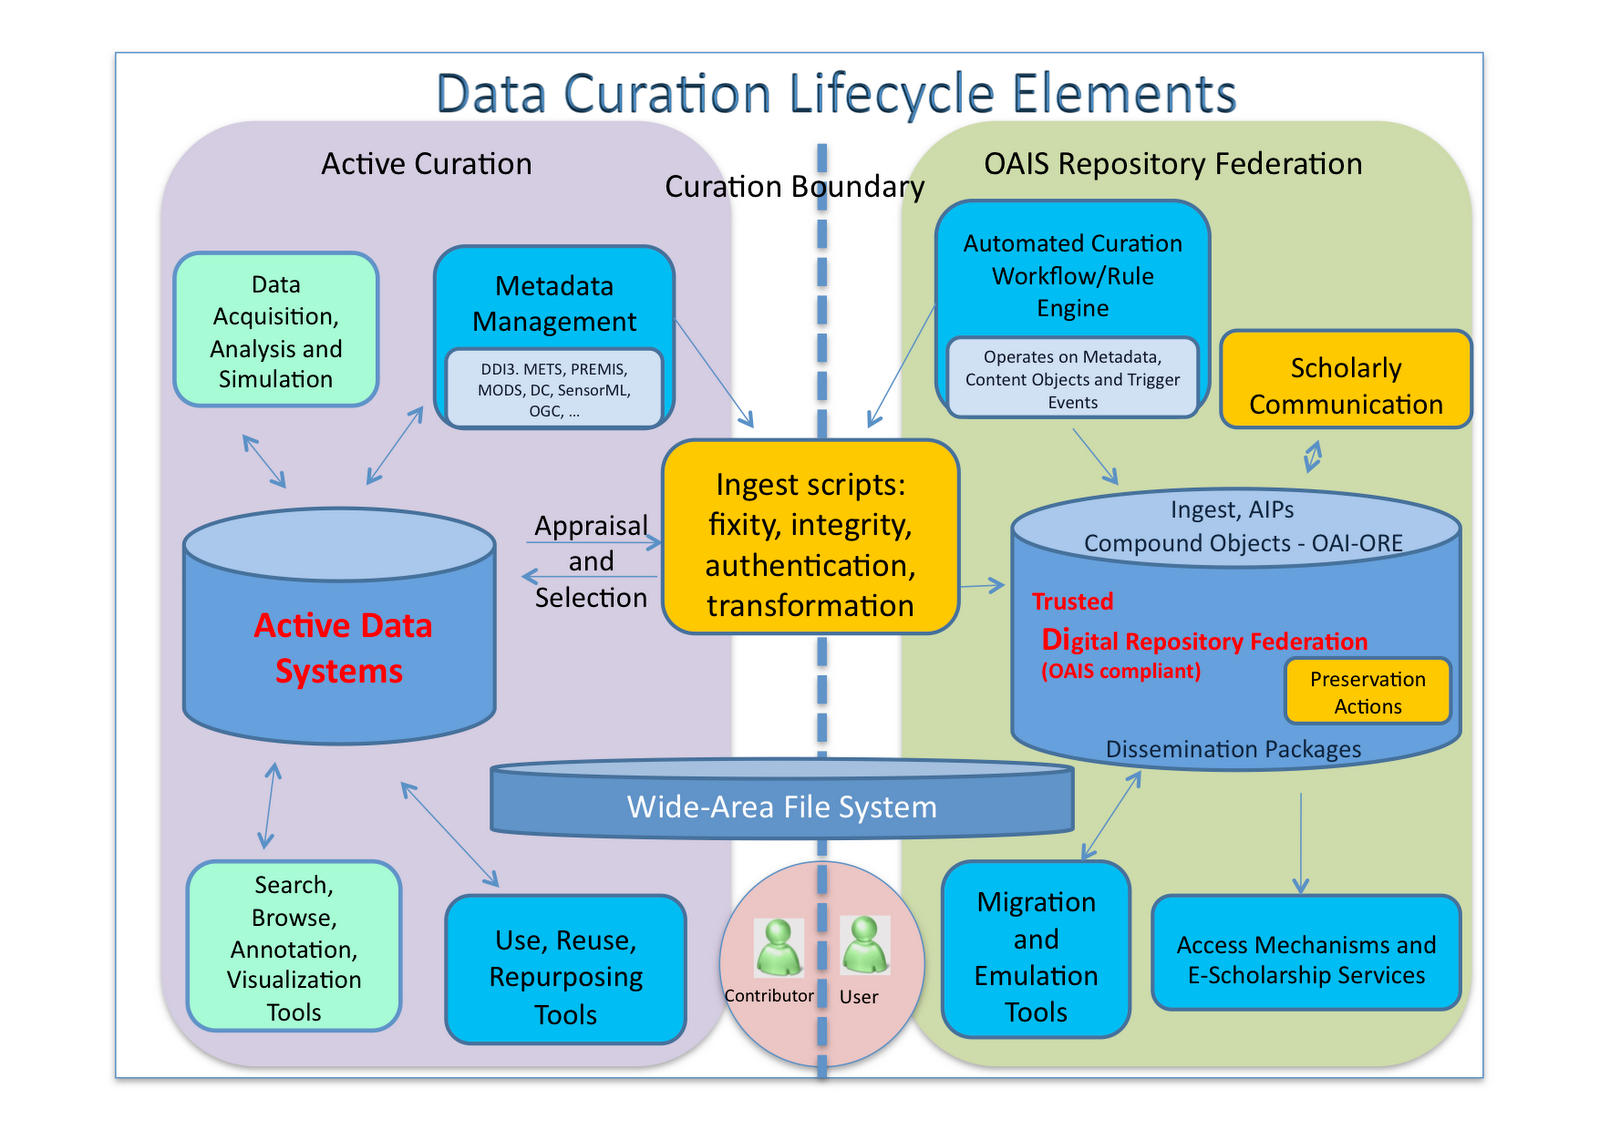 Data Curation Lifecycle Elements
Active Curation
Curation Boundary
OAIS Repository Federation
Data
Acquisition,
Analysis and
Simulation
Metadata
Management
DDI3. METS, PREMIS,
MODS, DC, SensorML,
OGC, ...
Automated Curation
Workflow/Rule
Engine
Operates on Metadata,
Content Objects and Trigger
Events
Scholarly
Communication
Active Data
Systems
Appraisal
and
Selection
Ingest scripts:
fixity, integrity,
authentication,
transformation
Ingest, AIPs
Compound Objects - OAI-ORE
Trusted
Digital Repository Federation
(OAIS compliant)
Preservation
Actions
Dissemination Packages
Wide-Area File System
Search,
Browse,
Annotation,
Visualization
Tools
Use, Reuse,
Repurposing
Tools
Contributor
User
Migration
and
Emulation
Tools
Access Mechanisms and
E-Scholarship Services